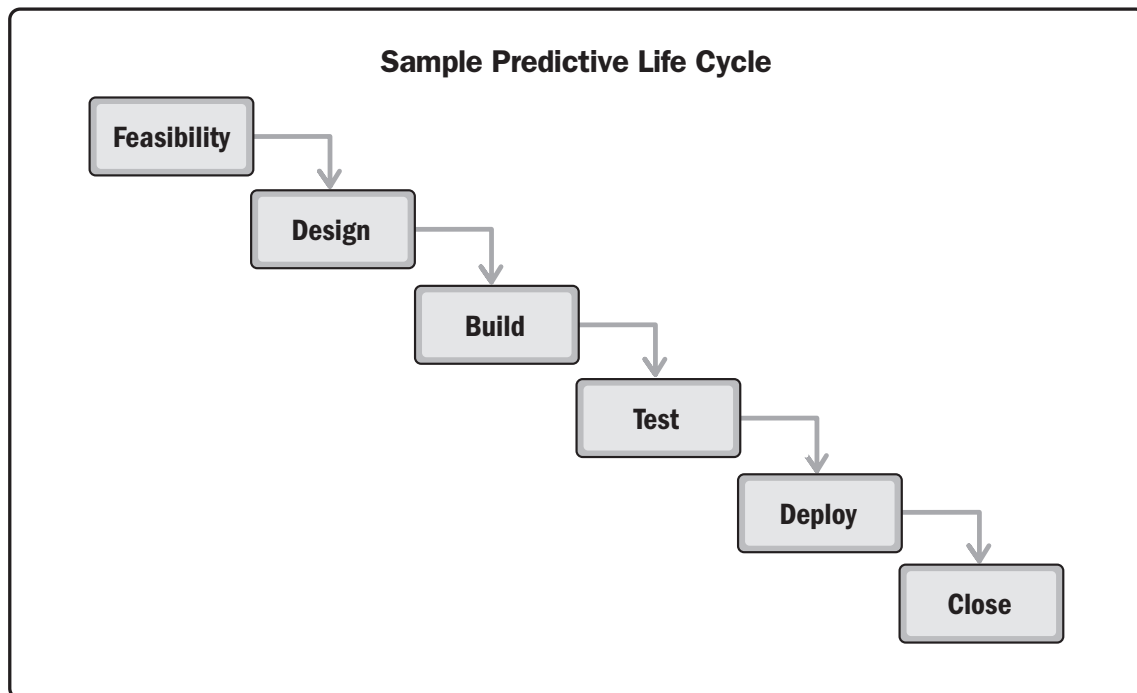 Sample Predictive Life Cycle
Feasibility
Design
Build
Test
Deploy
Close